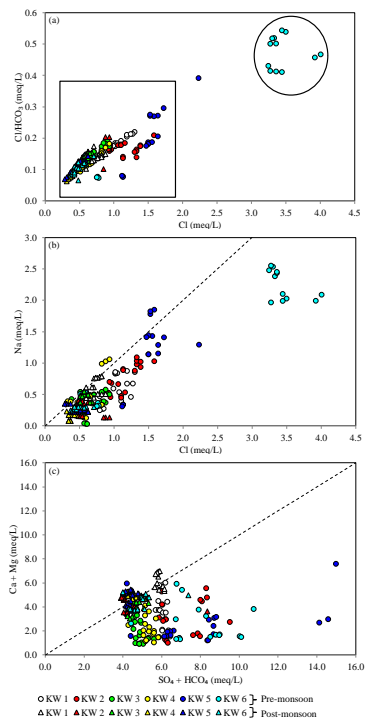 (a)
0.6
0.5
0.4
0.3
0.2
0.1
0.0
Cl/HCO₃ (meq/L)
0.0 0.5 1.0 1.5 2.0 2.5 3.0 3.5 4.0 4.5
Cl (meq/L)
(b)
3.0
2.5
2.0
1.5
1.0
0.5
0.0
Na (meq/L)
0.0 0.5 1.0 1.5 2.0 2.5 3.0 3.5 4.0 4.5
Cl (meq/L)
(c)
16.0
14.0
12.0
10.0
8.0
6.0
4.0
2.0
0.0
Ca + Mg (meq/L)
0.0 2.0 4.0 6.0 8.0 10.0 12.0 14.0 16.0
SO₄ + HCO₄ (meq/L)
KW 1 KW 2 KW 3 KW 4 KW 5 KW 6 Pre-monsoon
KW 1 KW 2 KW 3 KW 4 KW 5 KW 6 Post-monsoon